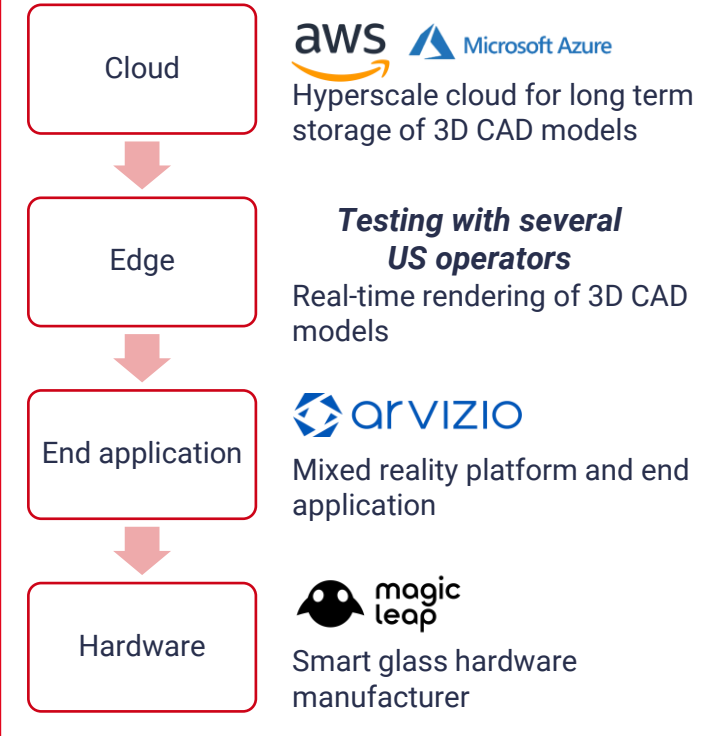 Cloud
aws Microsoft Azure
Hyperscale cloud for long term
storage of 3D CAD models
Edge
Testing with several
US operators
Real-time rendering of 3D CAD
models
End application
arvizio
Mixed reality platform and end
application
Hardware
magic
leap
Smart glass hardware
manufacturer